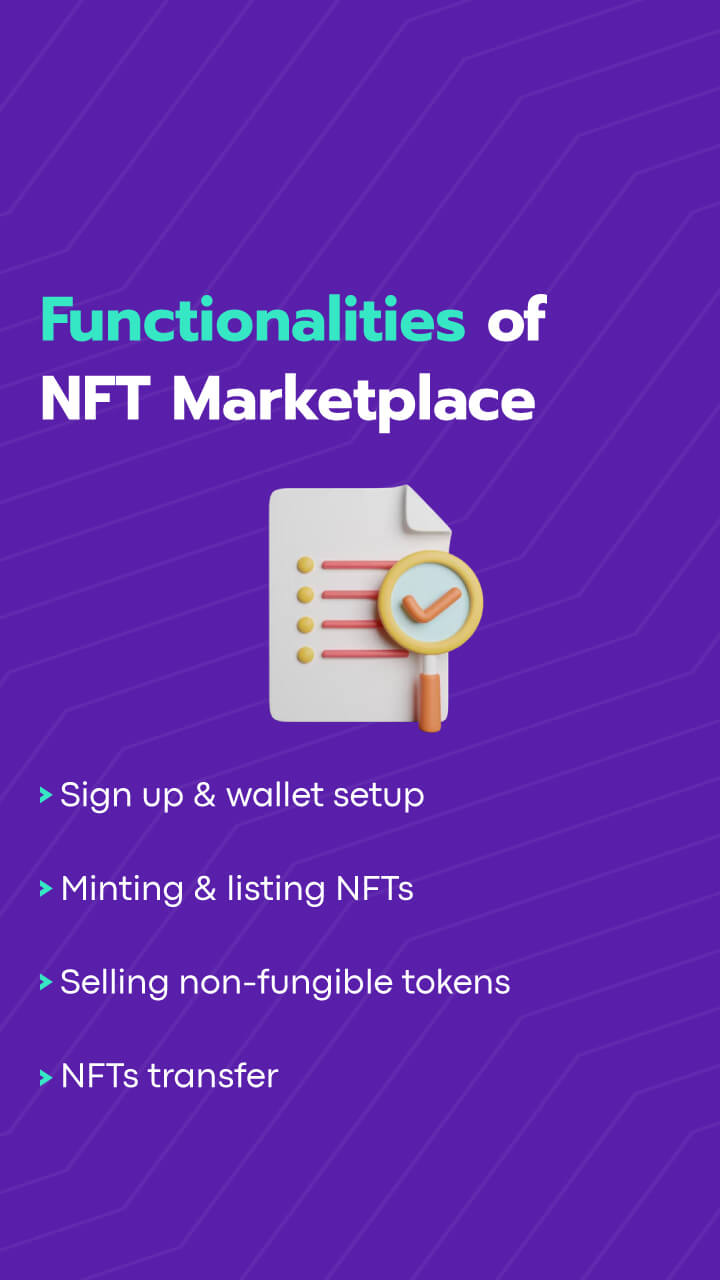 Functionalities of
NFT Marketplace
> Sign up & wallet setup
> Minting & listing NFTs
> Selling non-fungible tokens
> NFTs transfer